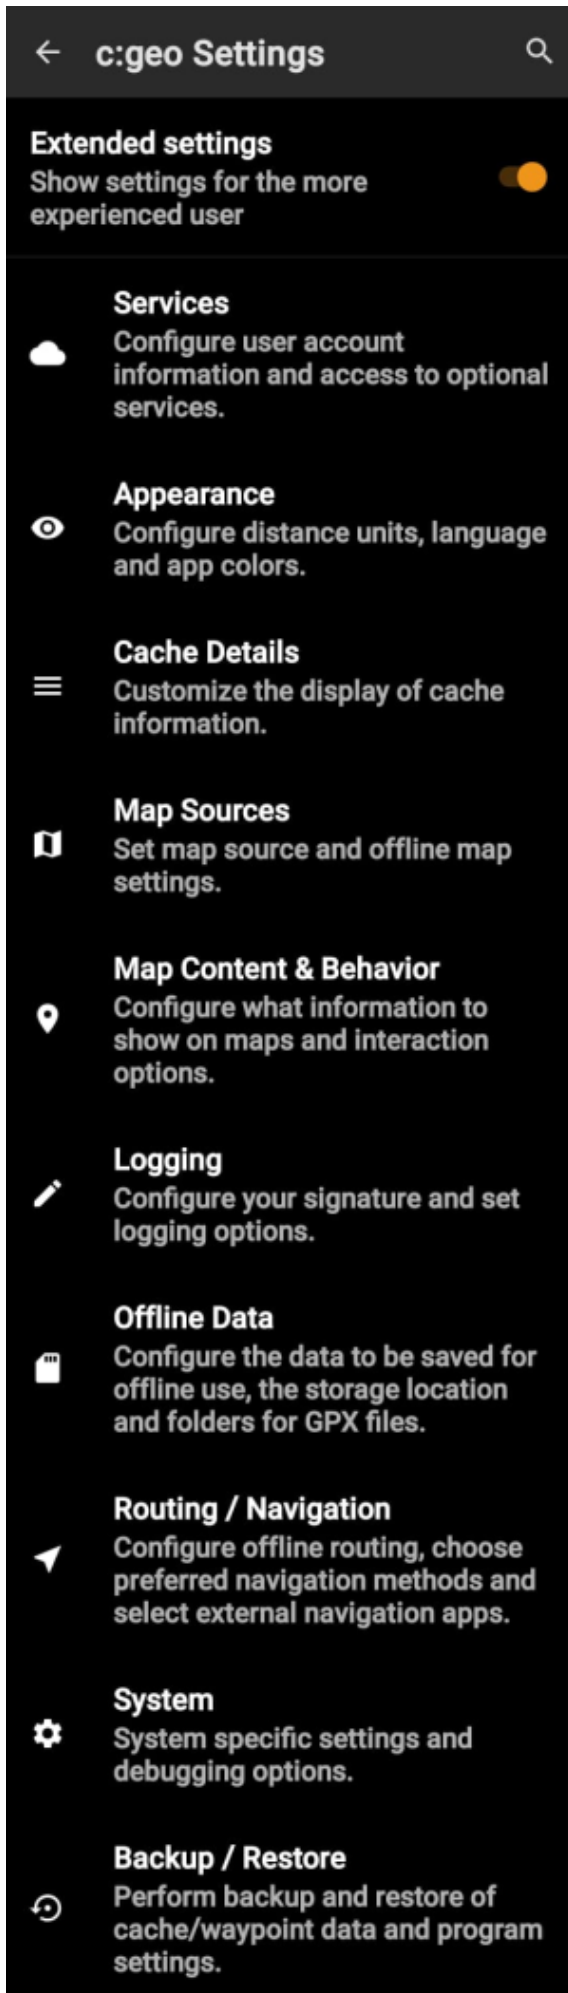 c:geo Settings
Extended settings
Show settings for the more
experienced user
Services
Configure user account
information and access to optional
services.
Appearance
Configure distance units, language
and app colors.
Cache Details
Customize the display of cache
information.
Map Sources
Set map source and offline map
settings.
Map Content & Behavior
Configure what information to
show on maps and interaction
options.
Logging
Configure your signature and set
logging options.
Offline Data
Configure the data to be saved for
offline use, the storage location
and folders for GPX files.
Routing / Navigation
Configure offline routing, choose
preferred navigation methods and
select external navigation apps.
System
System specific settings and
debugging options.
Backup / Restore
Perform backup and restore of
cache/waypoint data and program
settings.